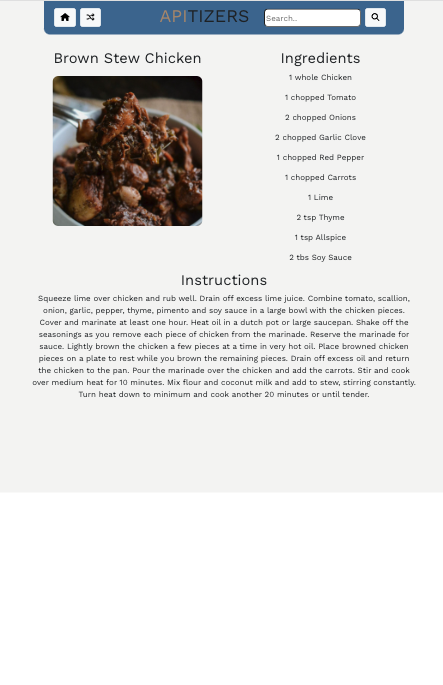 APITIZERS
Search..
Brown Stew Chicken
Ingredients
1 whole Chicken
1 chopped Tomato
2 chopped Onions
2 chopped Garlic Clove
1 chopped Red Pepper
1 chopped Carrots
1 Lime
2 tsp Thyme
1 tsp Allspice
2 tbs Soy Sauce
Instructions
Squeeze lime over chicken and rub well. Drain off excess lime juice. Combine tomato, scallion,
onion, garlic, pepper, thyme, pimento and soy sauce in a large bowl with the chicken pieces.
Cover and marinate at least one hour. Heat oil in a dutch pot or large saucepan. Shake off the
seasonings as you remove each piece of chicken from the marinade. Reserve the marinade for
sauce. Lightly brown the chicken a few pieces at a time in very hot oil. Place browned chicken
pieces on a plate to rest while you brown the remaining pieces. Drain off excess oil and return
the chicken to the pan. Pour the marinade over the chicken and add the carrots. Stir and cook
over medium heat for 10 minutes. Mix flour and coconut milk and add to stew, stirring constantly.
Turn heat down to minimum and cook another 20 minutes or until tender.